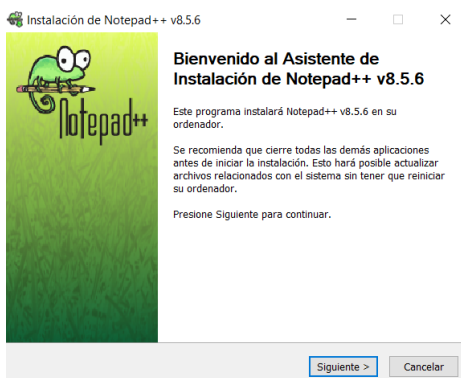 Instalación de Notepad++ v8.5.6
Notepad++
Bienvenido al Asistente de
Instalación de Notepad++ v8.5.6
Este programa instalará Notepad++ v8.5.6 en su
ordenador.
Se recomienda que cierre todas las demás aplicaciones
antes de iniciar la instalación. Esto hará posible actualizar
archivos relacionados con el sistema sin tener que reiniciar
su ordenador.
Presione Siguiente para continuar.
Siguiente >
Cancelar